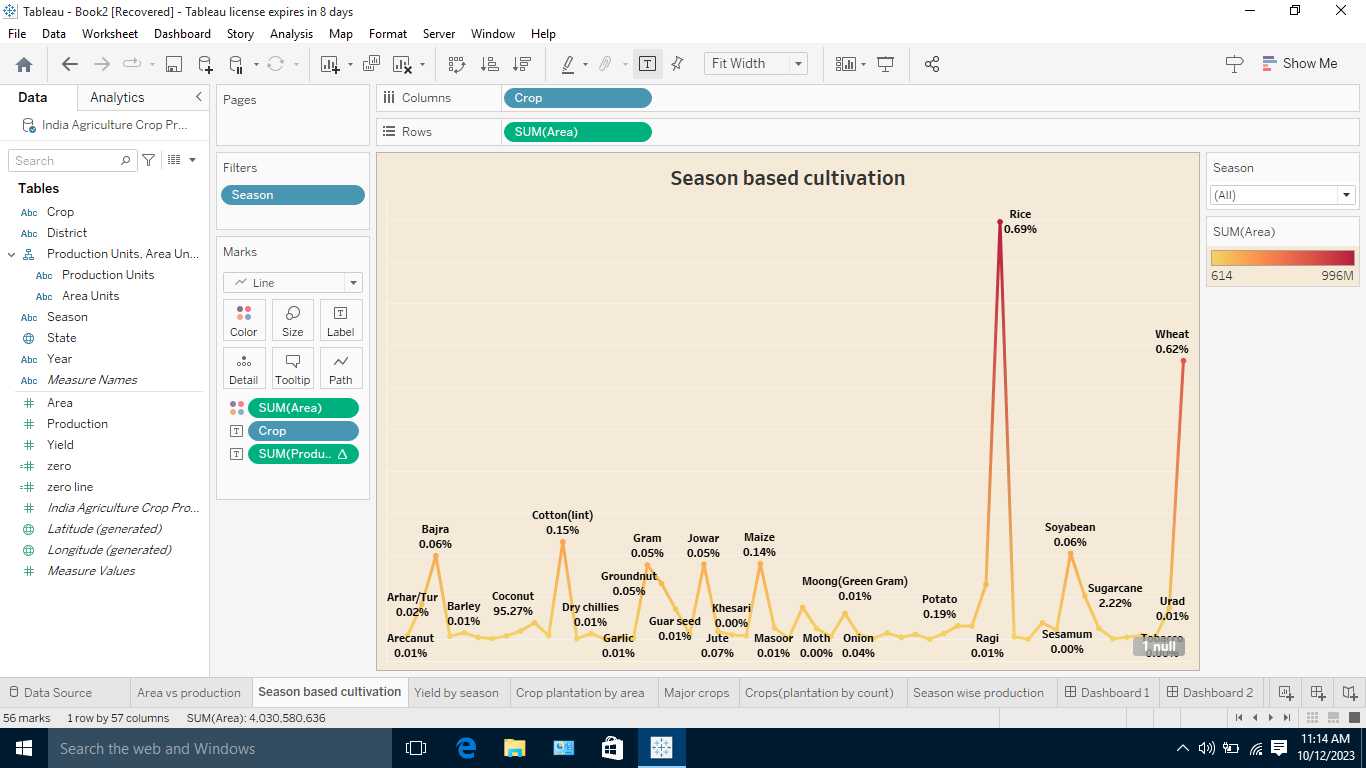 Tableau - Book2 [Recovered] - Tableau license expires in 8 days
File Data Worksheet Dashboard Story Analysis Map Format Server Window Help
Fit Width
Show Me
Data Analytics
India Agriculture Crop Pr...
Search
Tables
Abc Crop
Abc District
Production Units, Area Un...
Abc Production Units
Abc Area Units
Abc Season
State
Abc Year
Abc Measure Names
# Area
# Production
# Yield
=# zero
=# zero line
# India Agriculture Crop Pro...
Latitude (generated)
Longitude (generated)
# Measure Values
Pages
Filters
Season
Marks
Line
Color Size Label
Detail Tooltip Path
SUM(Area)
Crop
SUM(Produ.. Δ
Columns Crop
Rows SUM(Area)
Season based cultivation
Rice
0.69%
Wheat
0.62%
Cotton(lint)
0.15%
Bajra
0.06%
Gram
0.05%
Jowar
0.05%
Maize
0.14%
Soyabean
0.06%
Groundnut
0.05%
Moong(Green Gram)
0.01%
Sugarcane
2.22%
Arhar/Tur
0.02%
Coconut
95.27%
Potato
0.19%
Urad
0.01%
Barley
0.01%
Dry chillies
0.01%
Khesari
0.00%
Guar seed
0.01%
Arecanut
0.01%
Garlic
0.01%
Jute
0.07%
Masoor
0.01%
Moth
0.00%
Onion
0.04%
Ragi
0.01%
Sesamum
0.00%
Tobacco
0.00%
1 null
Season
(All)
SUM(Area)
614 996M
Data Source Area vs production Season based cultivation Yield by season Crop plantation by area Major crops Crops(plantation by count) Season wise production Dashboard 1 Dashboard 2
56 marks 1 row by 57 columns SUM(Area): 4,030,580,636
Search the web and Windows
11:14 AM
10/12/2023